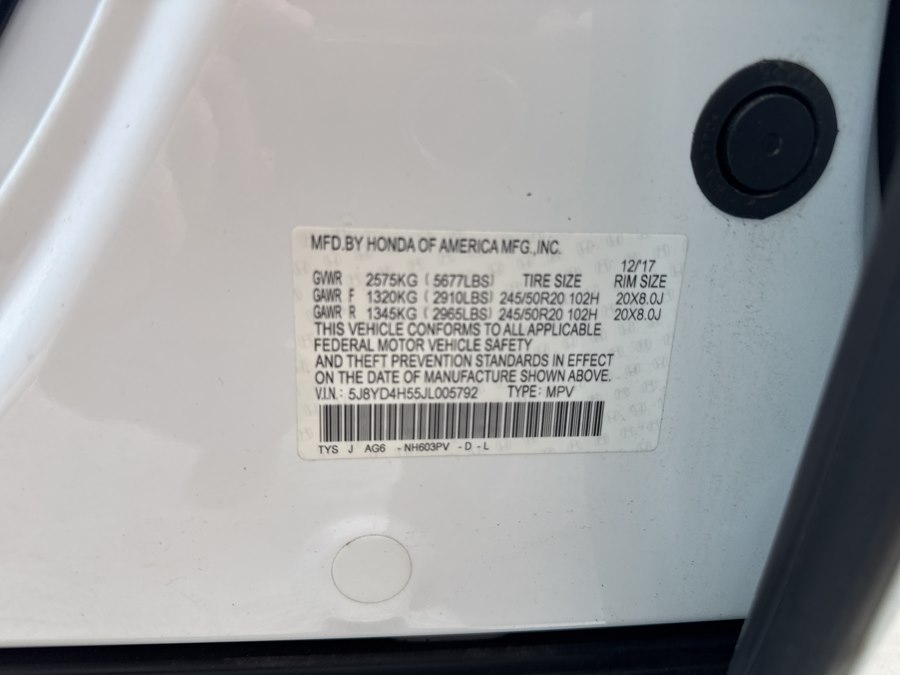 MFD.BY HONDA OF AMERICA MFG.,INC.
12/'17
GVWR 2575KG (5677LBS) TIRE SIZE RIM SIZE
GAWR F 1320KG (2910LBS) 245/50R20 102H 20X8.0J
GAWR R 1345KG (2965LBS) 245/50R20 102H 20X8.0J
THIS VEHICLE CONFORMS TO ALL APPLICABLE
FEDERAL MOTOR VEHICLE SAFETY
AND THEFT PREVENTION STANDARDS IN EFFECT
ON THE DATE OF MANUFACTURE SHOWN ABOVE.
V.I.N.: 5J8YD4H55JL005792 TYPE: MPV
TYS J AG6 -NH603PV -D-L